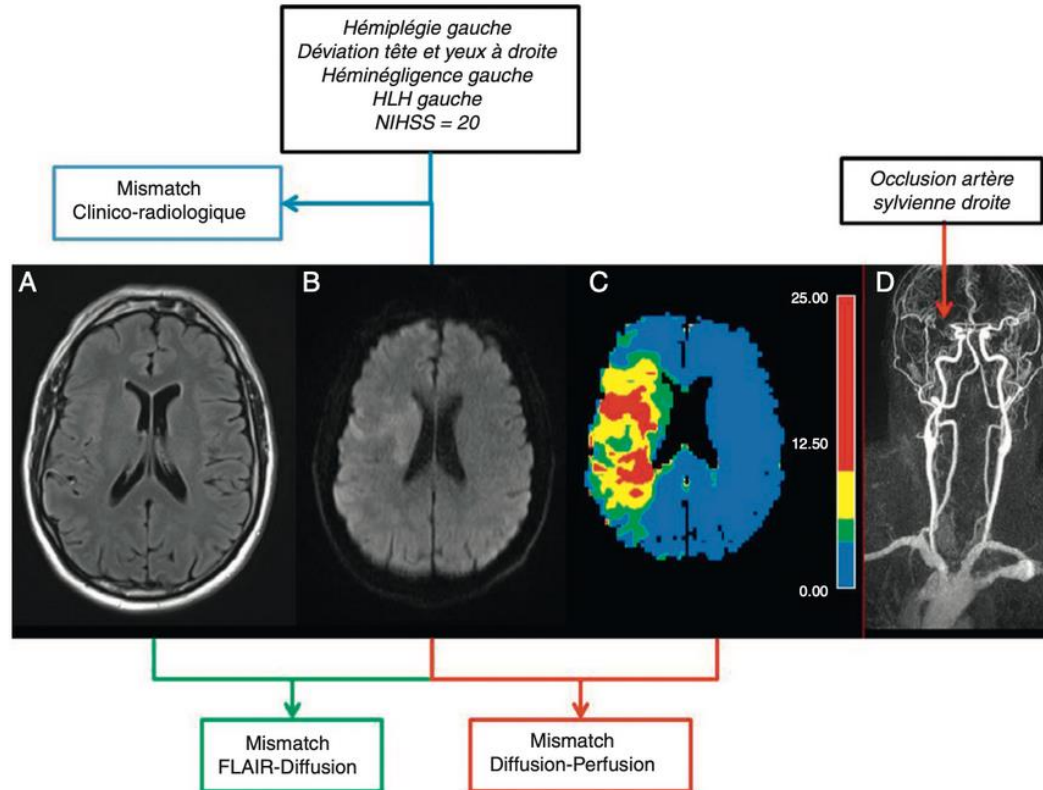 Hémiplégie gauche
Déviation tête et yeux à droite
Héminégligence gauche
HLH gauche
NIHSS = 20
Mismatch
Clinico-radiologique
Occlusion artère
sylvienne droite
A
B
C
D
25.00
12.50
0.00
Mismatch
FLAIR-Diffusion
Mismatch
Diffusion-Perfusion